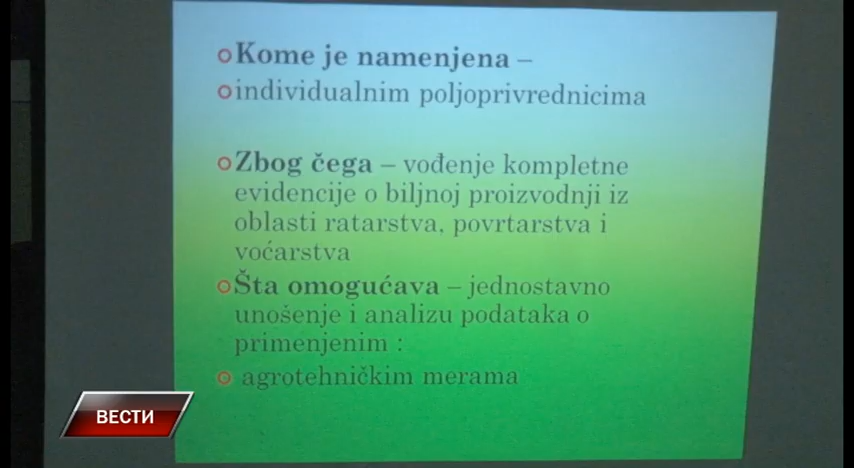 Kome je namenjena –
individualnim poljoprivrednicima
Zbog čega – vođenje kompletne
evidencije o biljnoj proizvodnji iz
oblasti ratarstva, povrtarstva i
voćarstva
Šta omogućava – jednostavno
unošenje i analizu podataka o
primenjenim :
agrotehničkim merama
ВЕСТИ